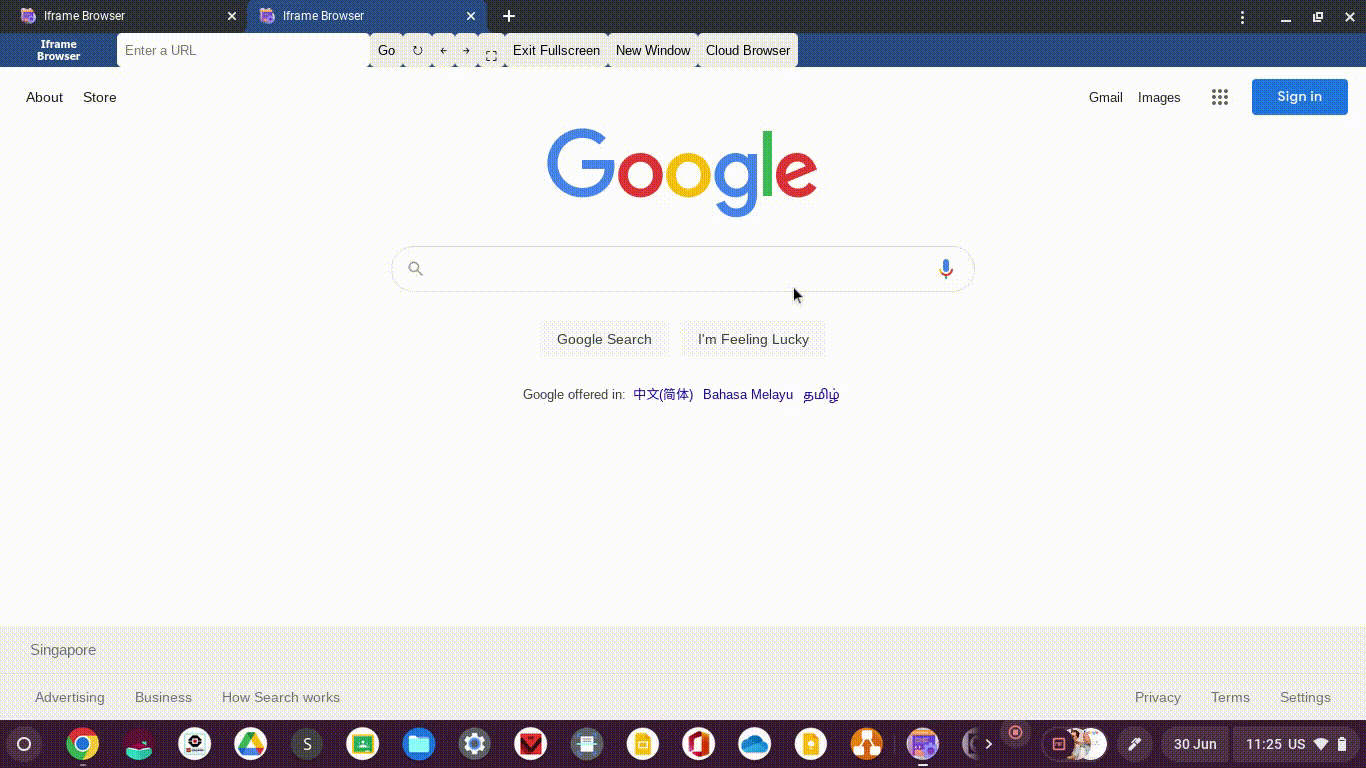 Iframe Browser
Iframe Browser
Iframe
Browser
Enter a URL
Go
Exit Fullscreen
New Window
Cloud Browser
About
Store
Gmail
Images
Sign in
Google
Google Search
I'm Feeling Lucky
Google offered in: 中文(简体) Bahasa Melayu தமிழ்
Singapore
Advertising
Business
How Search works
Privacy
Terms
Settings
S
30 Jun
11:25 US